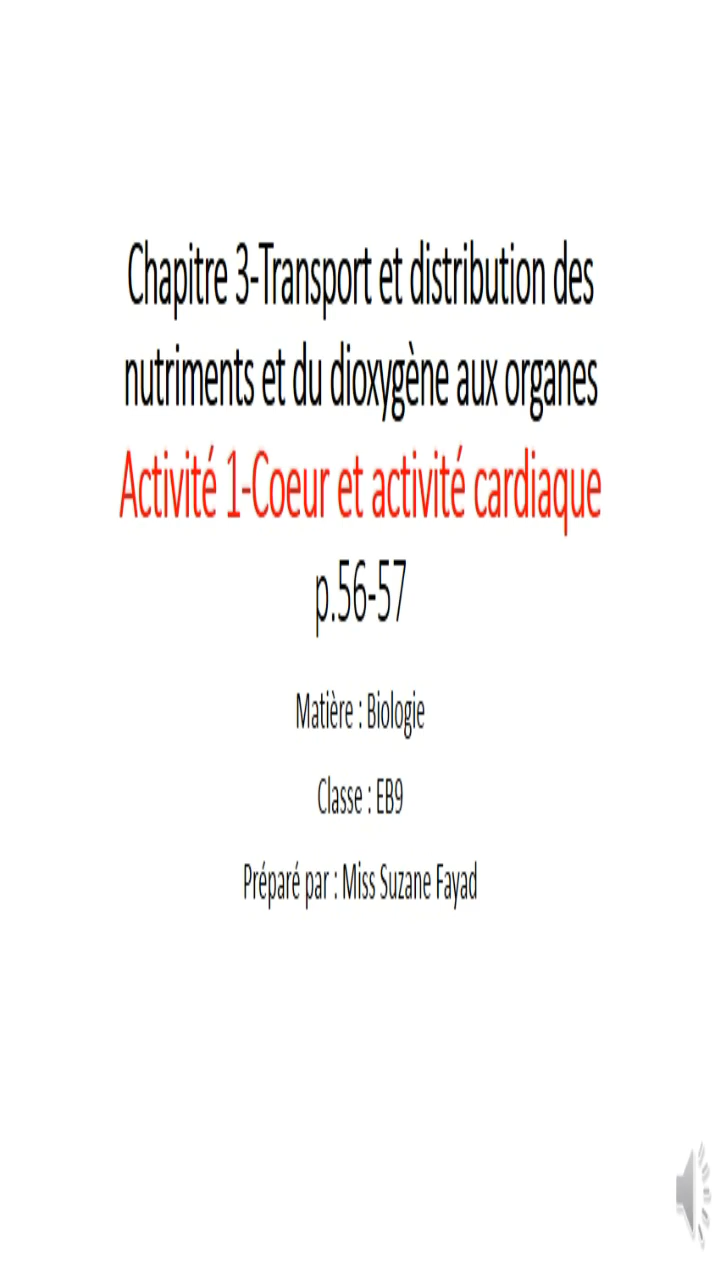 Chapitre 3-Transport et distribution des
nutriments et du dioxygène aux organes
Activité 1-Coeur et activité cardiaque
p.56-57
Matière : Biologie
Classe : EB9
Préparé par : Miss Suzane Fayad